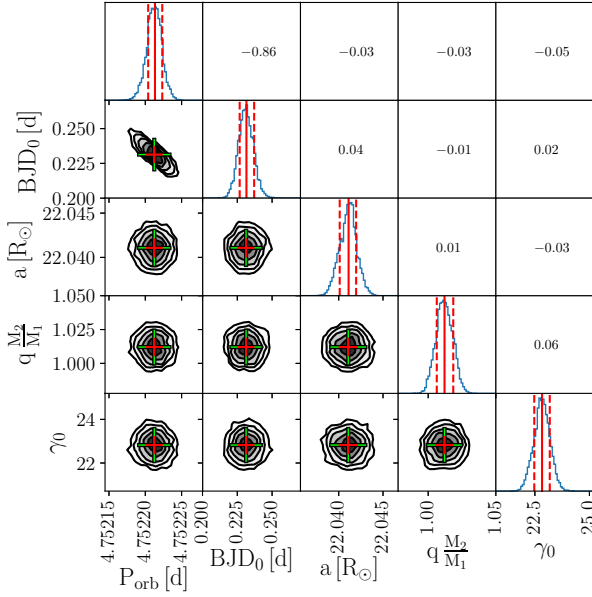 −0.86 −0.03 −0.03 −0.05
BJD₀ [d] 0.250 0.225 0.200 0.04 −0.01 0.02
a [R⊙] 22.045 22.040 0.01 −0.03
q M₂/M₁ 1.050 1.025 1.000 0.06
γ₀ 24 22
4.75215 4.75220 4.75225 0.200 0.225 0.250 22.040 22.045 1.00 1.05 22.5 25.0
P_orb [d] BJD₀ [d] a [R⊙] q M₂/M₁ γ₀